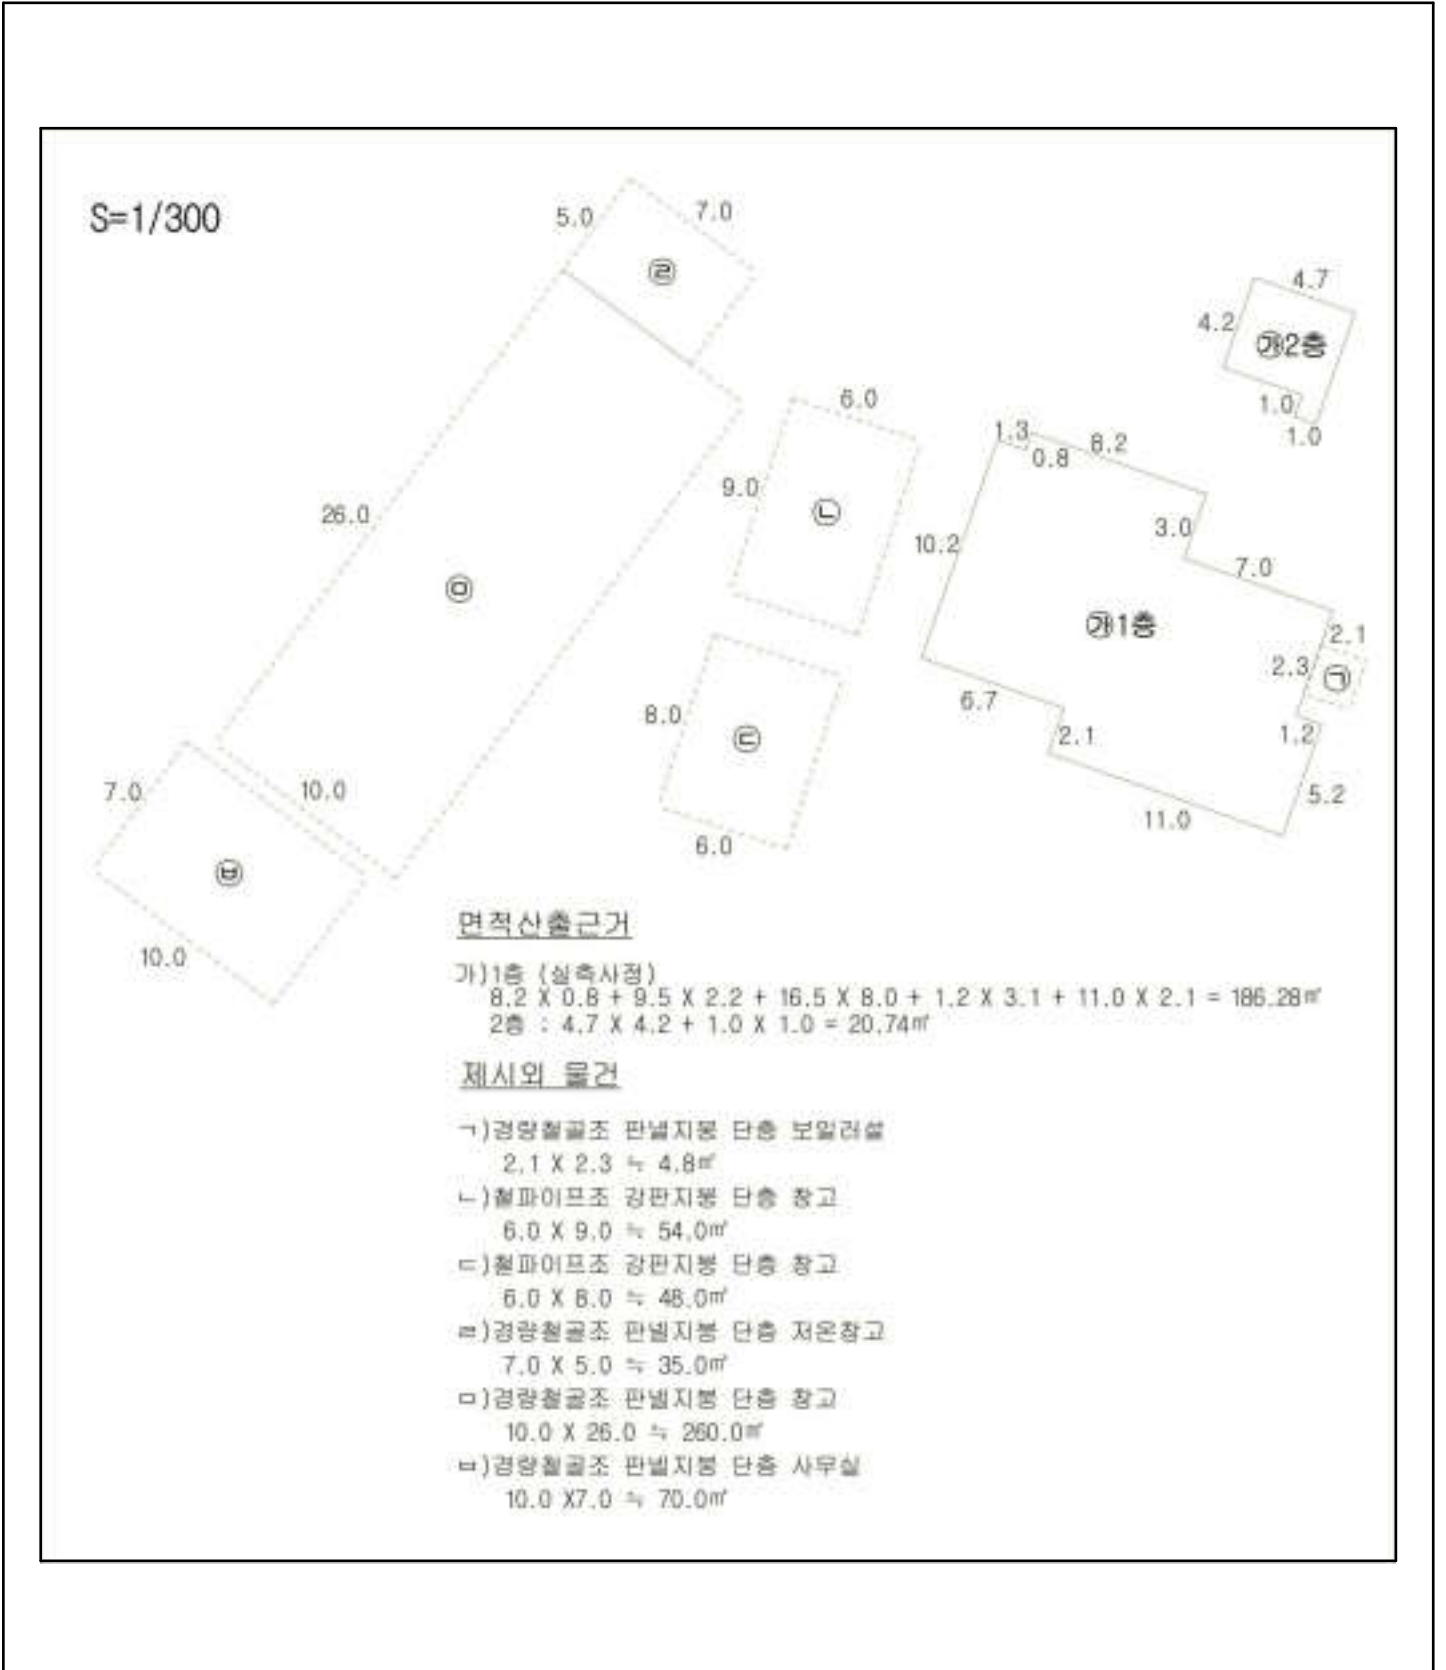 S=1/300
5.0
7.0
㉣
4.7
4.2
㉮2층
1.0
1.0
6.0
1.3
0.8
8.2
9.0
㉡
26.0
3.0
10.2
7.0
㉤
㉮1층
2.1
2.3
㉠
6.7
8.0
㉢
2.1
1.2
7.0
10.0
5.2
11.0
6.0
㉥
10.0
면적산출근거
가)1층 (실측사정)
8.2 X 0.8 + 9.5 X 2.2 + 16.5 X 8.0 + 1.2 X 3.1 + 11.0 X 2.1 = 186.28㎡
2층 : 4.7 X 4.2 + 1.0 X 1.0 = 20.74㎡
제시외 물건
ㄱ)경량철골조 판넬지붕 단층 보일러실
2.1 X 2.3 ≒ 4.8㎡
ㄴ)철파이프조 강판지붕 단층 창고
6.0 X 9.0 ≒ 54.0㎡
ㄷ)철파이프조 강판지붕 단층 창고
6.0 X 8.0 ≒ 48.0㎡
ㄹ)경량철골조 판넬지붕 단층 저온창고
7.0 X 5.0 ≒ 35.0㎡
ㅁ)경량철골조 판넬지붕 단층 창고
10.0 X 26.0 ≒ 260.0㎡
ㅂ)경량철골조 판넬지붕 단층 사무실
10.0 X7.0 ≒ 70.0㎡